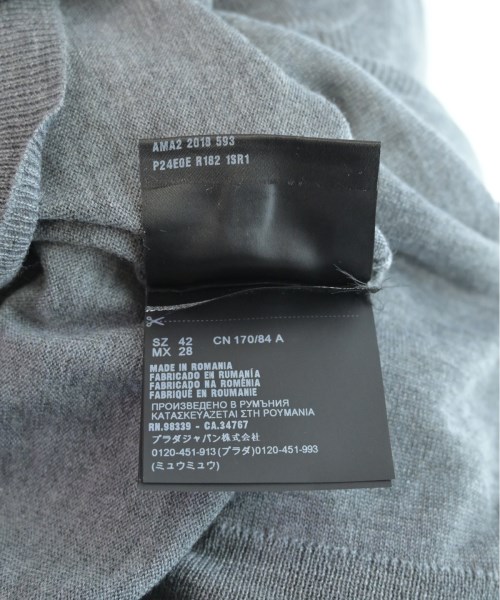 AMA2 2018 593
P24E0E R182 1SR1
SZ 42 CN 170/84 A
MX 28
MADE IN ROMANIA
FABRICADO EN RUMANÍA
FABRICADO NA ROMÉNIA
FABRIQUÉ EN ROUMANIE
ПРОИЗВЕДЕНО В РУМЪНИЯ
ΚΑΤΑΣΚΕΥΑΖΕΤΑΙ ΣΤΗ ΡΟΥΜΑΝΙΑ
RN.98339 - CA.34767
プラダジャパン株式会社
0120-451-913(プラダ)0120-451-993
(ミュウミュウ)